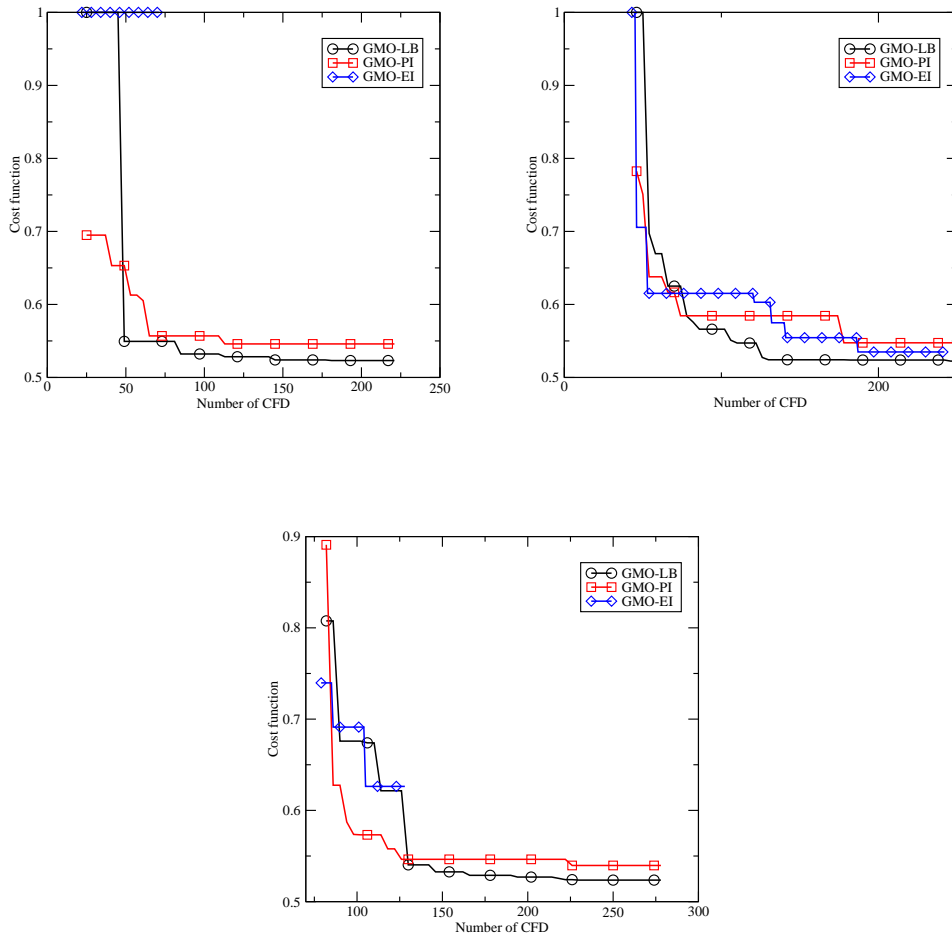 1
0.9
0.8
0.7
0.6
0.5
Cost function
0
50
100
150
200
250
Number of CFD
GMO-LB
GMO-PI
GMO-EI
1
0.9
0.8
0.7
0.6
0.5
Cost function
0
200
Number of CFD
GMO-LB
GMO-PI
GMO-EI
0.9
0.8
0.7
0.6
0.5
Cost function
100
150
200
250
300
Number of CFD
GMO-LB
GMO-PI
GMO-EI